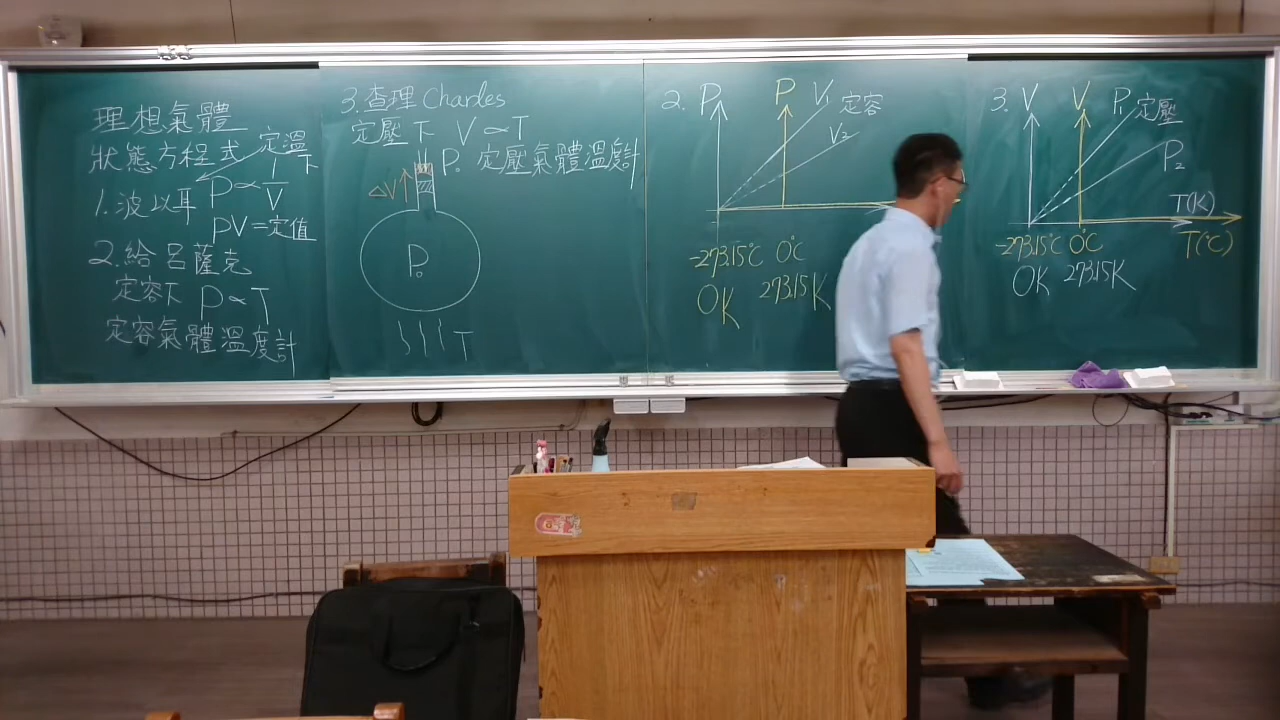 理想氣體
狀態方程式
定溫下
1.波以耳 P∝1/V
PV=定值
2.給呂薩克
定容下 P∝T
定容氣體溫度計
3.查理 Charles
定壓下 V∝T
P。 定壓氣體溫度計
ΔV↑
P。
T
2. P P V₁ 定容
V₂
-273.15℃ 0℃
0K 273.15K
3. V V P₁ 定壓
P₂
T(K)
-273.15℃ 0℃ T(℃)
0K 273.15K